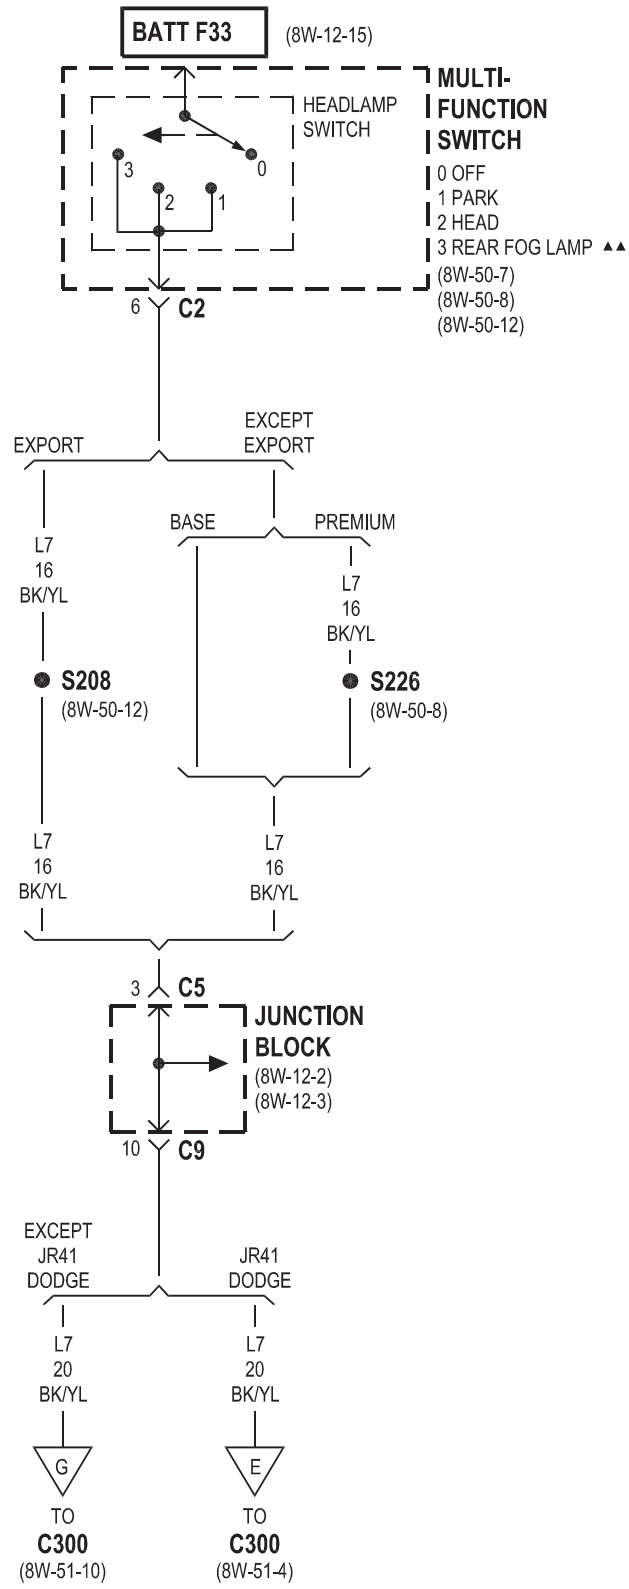 BATT F33
(8W-12-15)
HEADLAMP
SWITCH
MULTI-
FUNCTION
SWITCH
0 OFF
1 PARK
2 HEAD
3 REAR FOG LAMP ▲▲
(8W-50-7)
(8W-50-8)
(8W-50-12)
3
0
2
1
6
C2
EXPORT
EXCEPT
EXPORT
BASE
PREMIUM
L7
16
BK/YL
L7
16
BK/YL
S208
(8W-50-12)
S226
(8W-50-8)
L7
16
BK/YL
L7
16
BK/YL
3
C5
JUNCTION
BLOCK
(8W-12-2)
(8W-12-3)
10
C9
EXCEPT
JR41
DODGE
JR41
DODGE
L7
20
BK/YL
L7
20
BK/YL
G
E
TO
C300
(8W-51-10)
TO
C300
(8W-51-4)